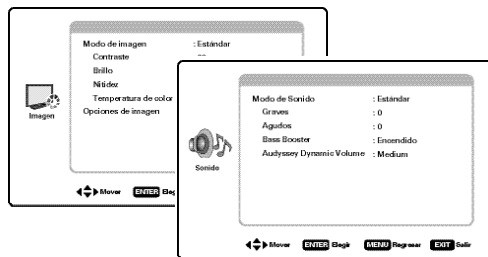 Modo de imagen : Estándar
Contraste
Brillo
Nitidez
Temperatura de color
Opciones de imagen
Imagen
Mover ENTER
Modo de Sonido : Estándar
Graves : 0
Agudos : 0
Bass Booster : Encendido
Audyssey Dynamic Volume : Medium
Sonido
Mover ENTER Elegir MENU Regresar EXIT Salir